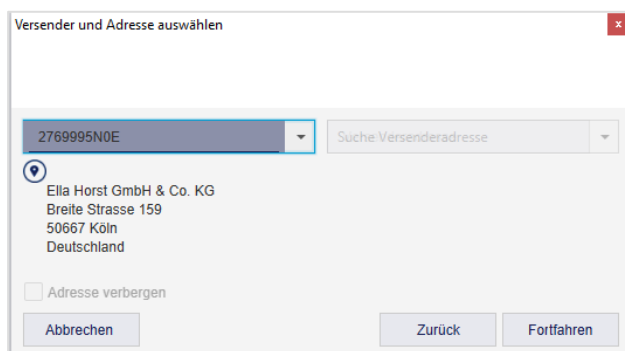 Versender und Adresse auswählen
x
2769995N0E
Suche Versenderadresse
Ella Horst GmbH & Co. KG
Breite Strasse 159
50667 Köln
Deutschland
Adresse verbergen
Abbrechen
Zurück
Fortfahren